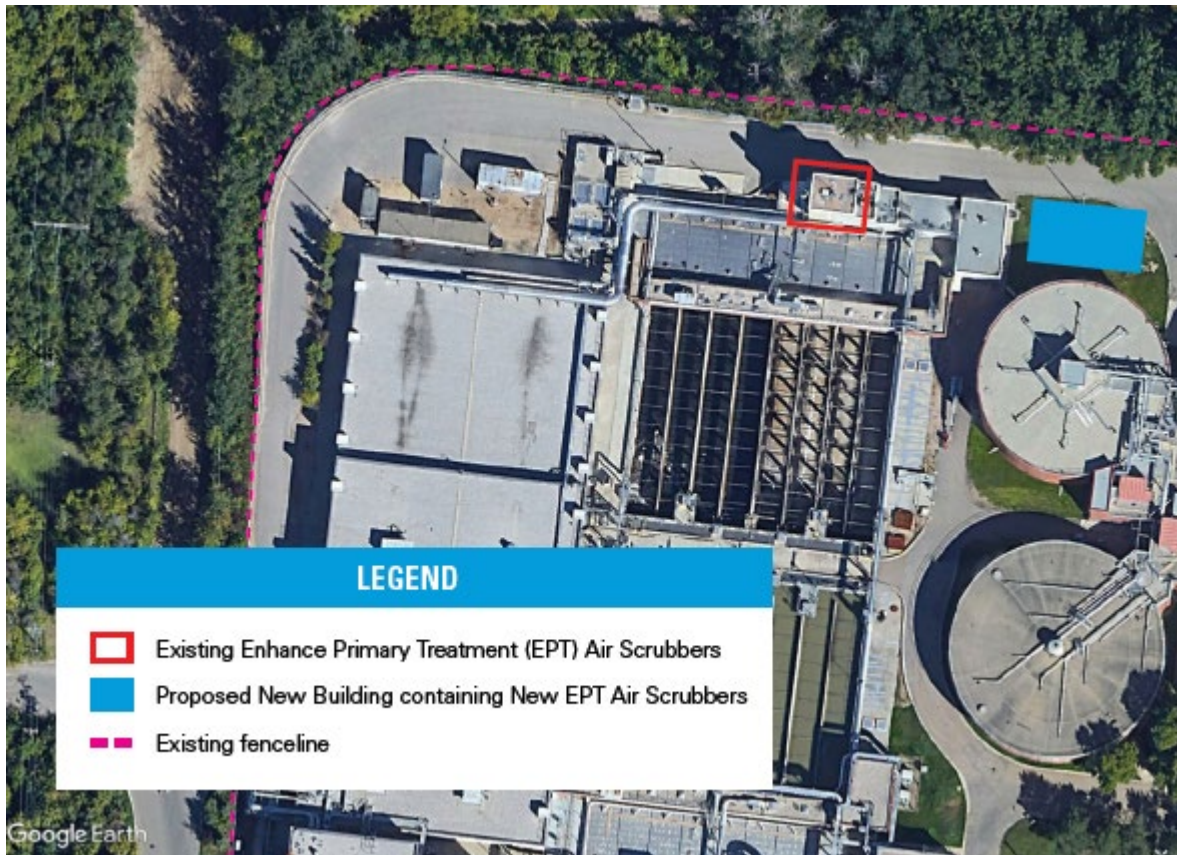 LEGEND
Existing Enhance Primary Treatment (EPT) Air Scrubbers
Proposed New Building containing New EPT Air Scrubbers
Existing fenceline
Google Earth